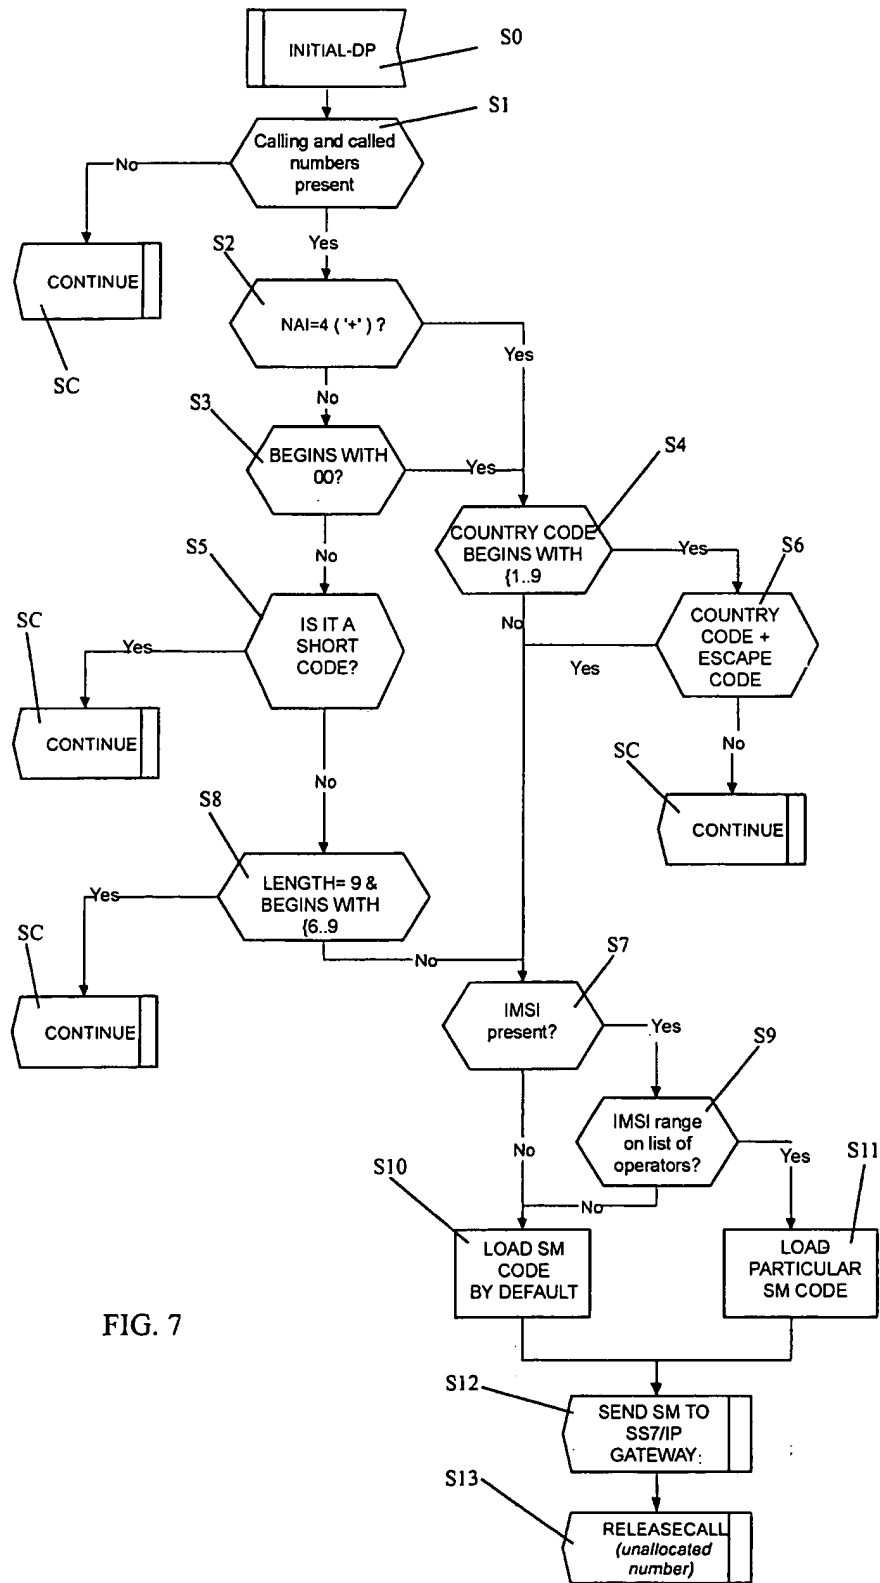 INITIAL-DP
S0
S1
Calling and called
numbers
present
No
Yes
CONTINUE
SC
S2
NAI=4 ( '+' ) ?
Yes
No
S3
BEGINS WITH
00?
Yes
No
S4
COUNTRY CODE
BEGINS WITH
{1..9
Yes
No
S6
COUNTRY
CODE +
ESCAPE
CODE
Yes
No
SC
CONTINUE
S5
IS IT A
SHORT
CODE?
Yes
SC
CONTINUE
No
S8
LENGTH= 9 &
BEGINS WITH
{6..9
Yes
SC
CONTINUE
No
S7
IMSI
present?
Yes
No
S9
IMSI range
on list of
operators?
Yes
No
S10
LOAD SM
CODE
BY DEFAULT
S11
LOAD
PARTICULAR
SM CODE
FIG. 7
S12
SEND SM TO
SS7/IP
GATEWAY
S13
RELEASECALL
(unallocated
number)